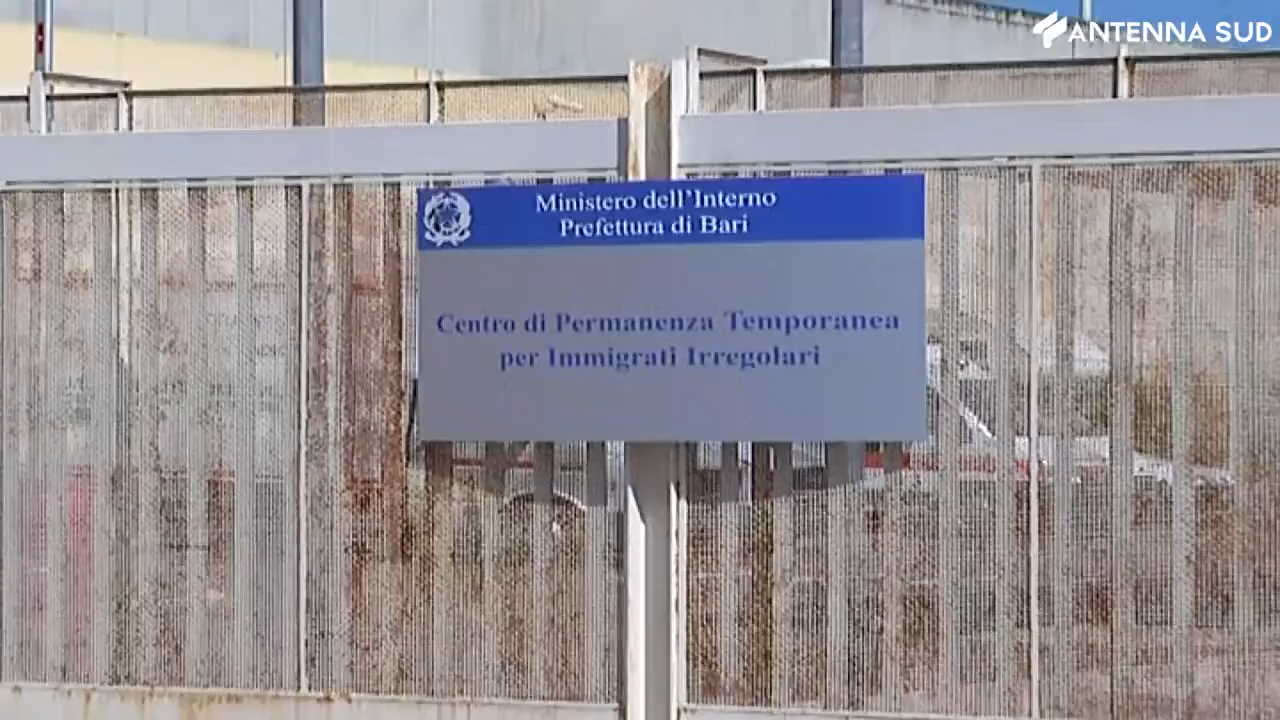 ANTENNA SUD
Ministero dell'Interno
Prefettura di Bari
Centro di Permanenza Temporanea
per Immigrati Irregolari